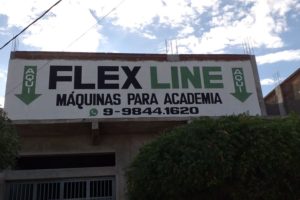 FLEX LINE
AQUI AQUI
MÁQUINAS PARA ACADEMIA
9-9844.1620